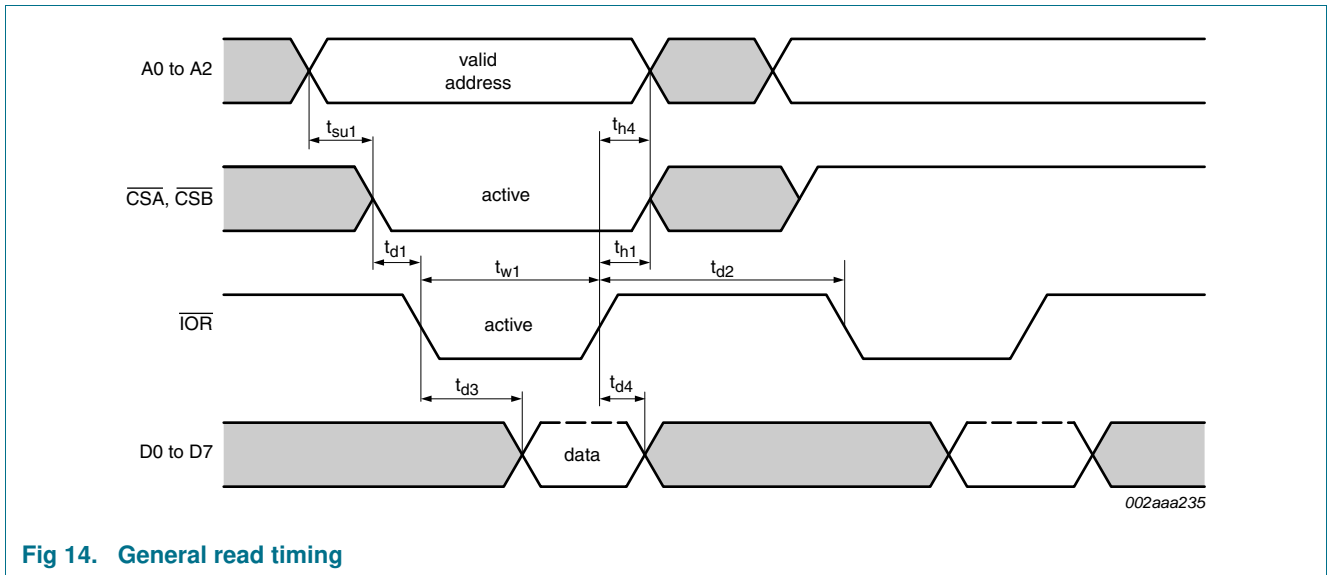 A0 to A2
valid
address
tsu1
th4
CSA, CSB
active
td1
tw1
th1
td2
IOR
active
td3
td4
D0 to D7
data
002aaa235
Fig 14. General read timing